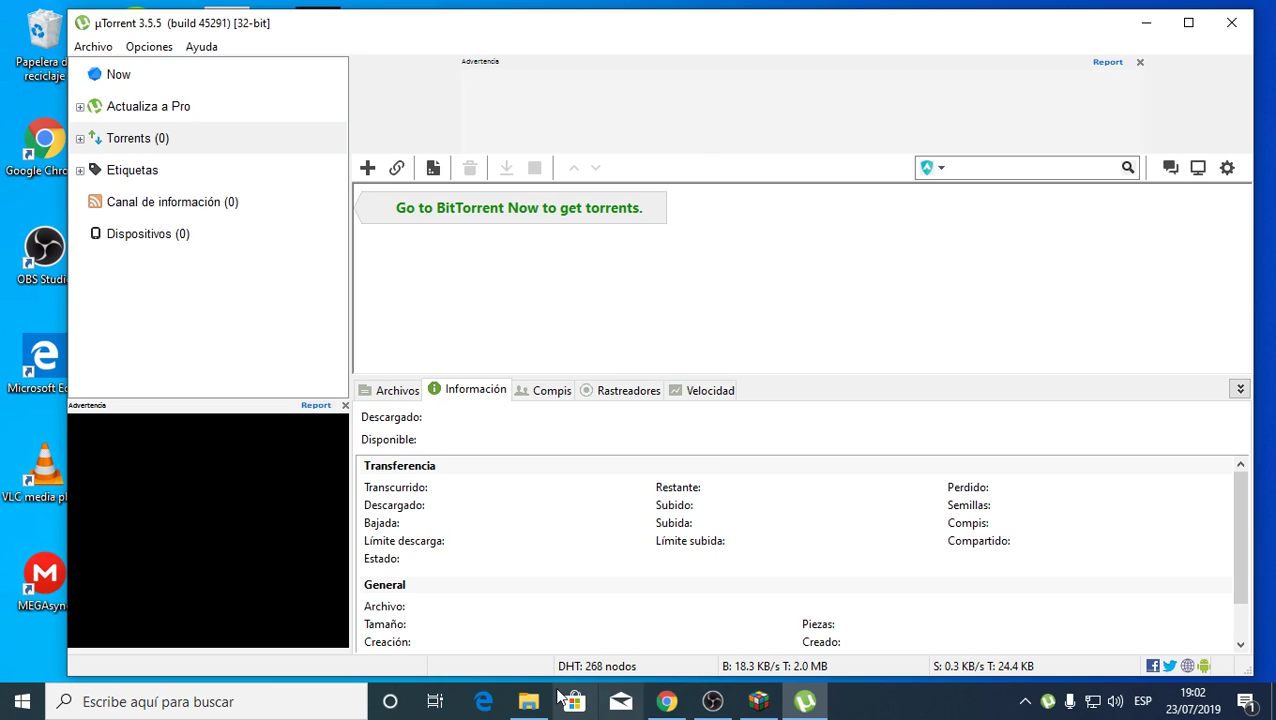 Papelera de
reciclaje
Google Chro
OBS Studi
Microsoft Ed
VLC media pl
MEGAsyn
µTorrent 3.5.5 (build 45291) [32-bit]
Archivo Opciones Ayuda
Now
Actualiza a Pro
Torrents (0)
Etiquetas
Canal de información (0)
Dispositivos (0)
Advertencia Report
Advertencia Report
Go to BitTorrent Now to get torrents.
Archivos Información Compis Rastreadores Velocidad
Descargado:
Disponible:
Transferencia
Transcurrido: Restante: Perdido:
Descargado: Subido: Semillas:
Bajada: Subida: Compis:
Límite descarga: Límite subida: Compartido:
Estado:
General
Archivo:
Tamaño: Piezas:
Creación: Creado:
DHT: 268 nodos B: 18.3 KB/s T: 2.0 MB S: 0.3 KB/s T: 24.4 KB
Escribe aquí para buscar
ESP
19:02
23/07/2019
1